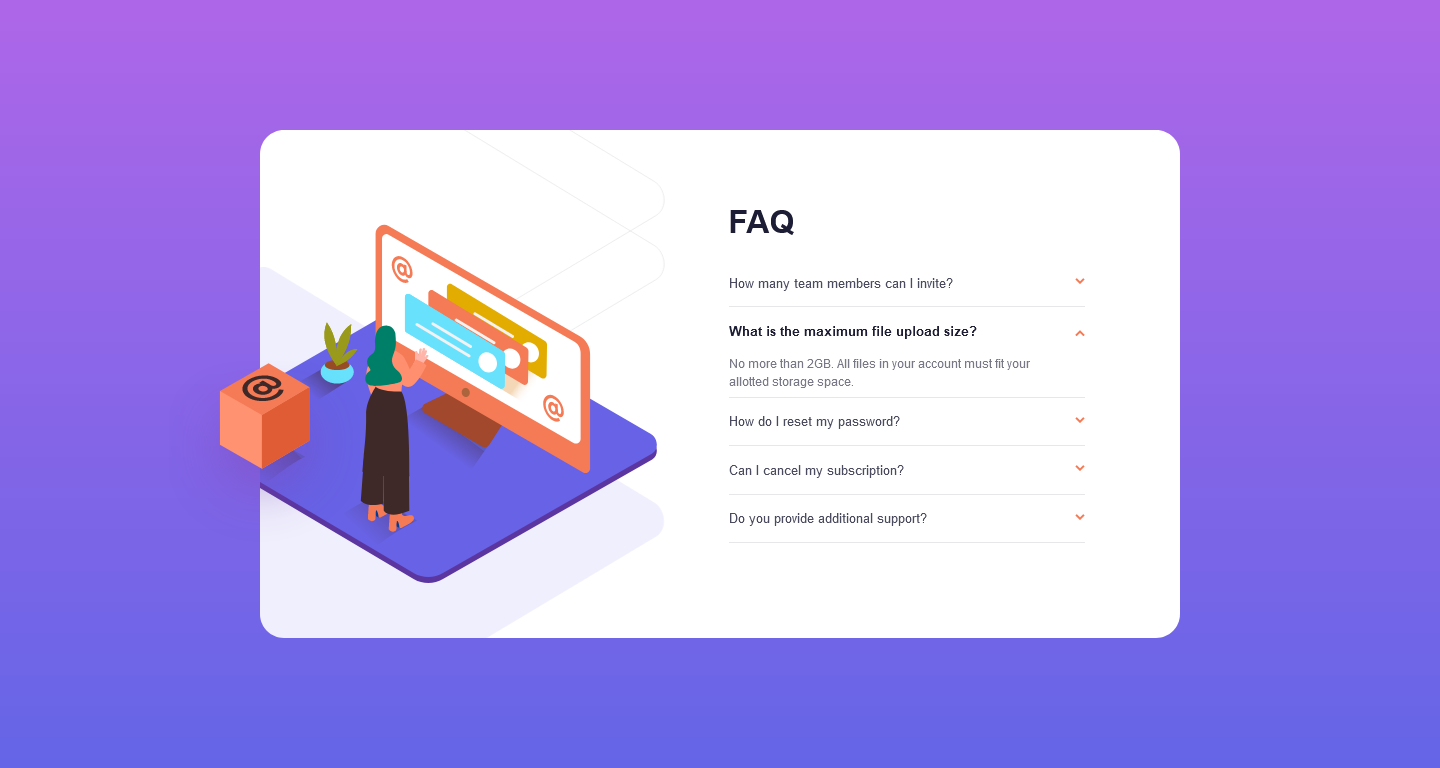 FAQ
How many team members can I invite?
What is the maximum file upload size?
No more than 2GB. All files in your account must fit your
allotted storage space.
How do I reset my password?
Can I cancel my subscription?
Do you provide additional support?
@
@
@